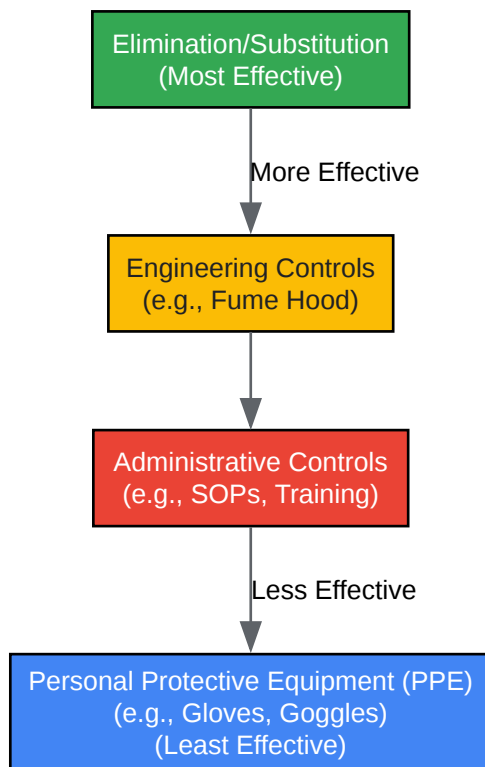 Elimination/Substitution
(Most Effective)
More Effective
Engineering Controls
(e.g., Fume Hood)
Administrative Controls
(e.g., SOPs, Training)
Less Effective
Personal Protective Equipment (PPE)
(e.g., Gloves, Goggles)
(Least Effective)